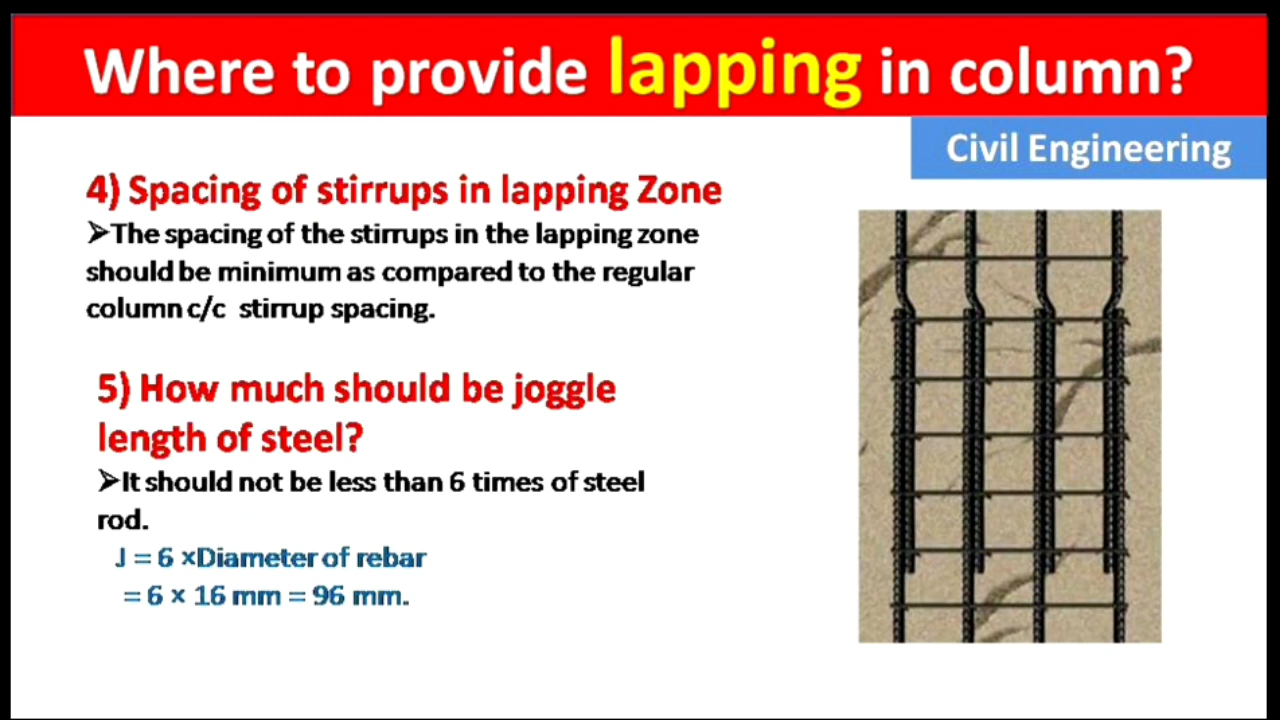 Where to provide lapping in column?
Civil Engineering
4) Spacing of stirrups in lapping Zone
➢The spacing of the stirrups in the lapping zone
should be minimum as compared to the regular
column c/c stirrup spacing.
5) How much should be joggle
length of steel?
➢It should not be less than 6 times of steel
rod.
J = 6 ×Diameter of rebar
= 6 × 16 mm = 96 mm.